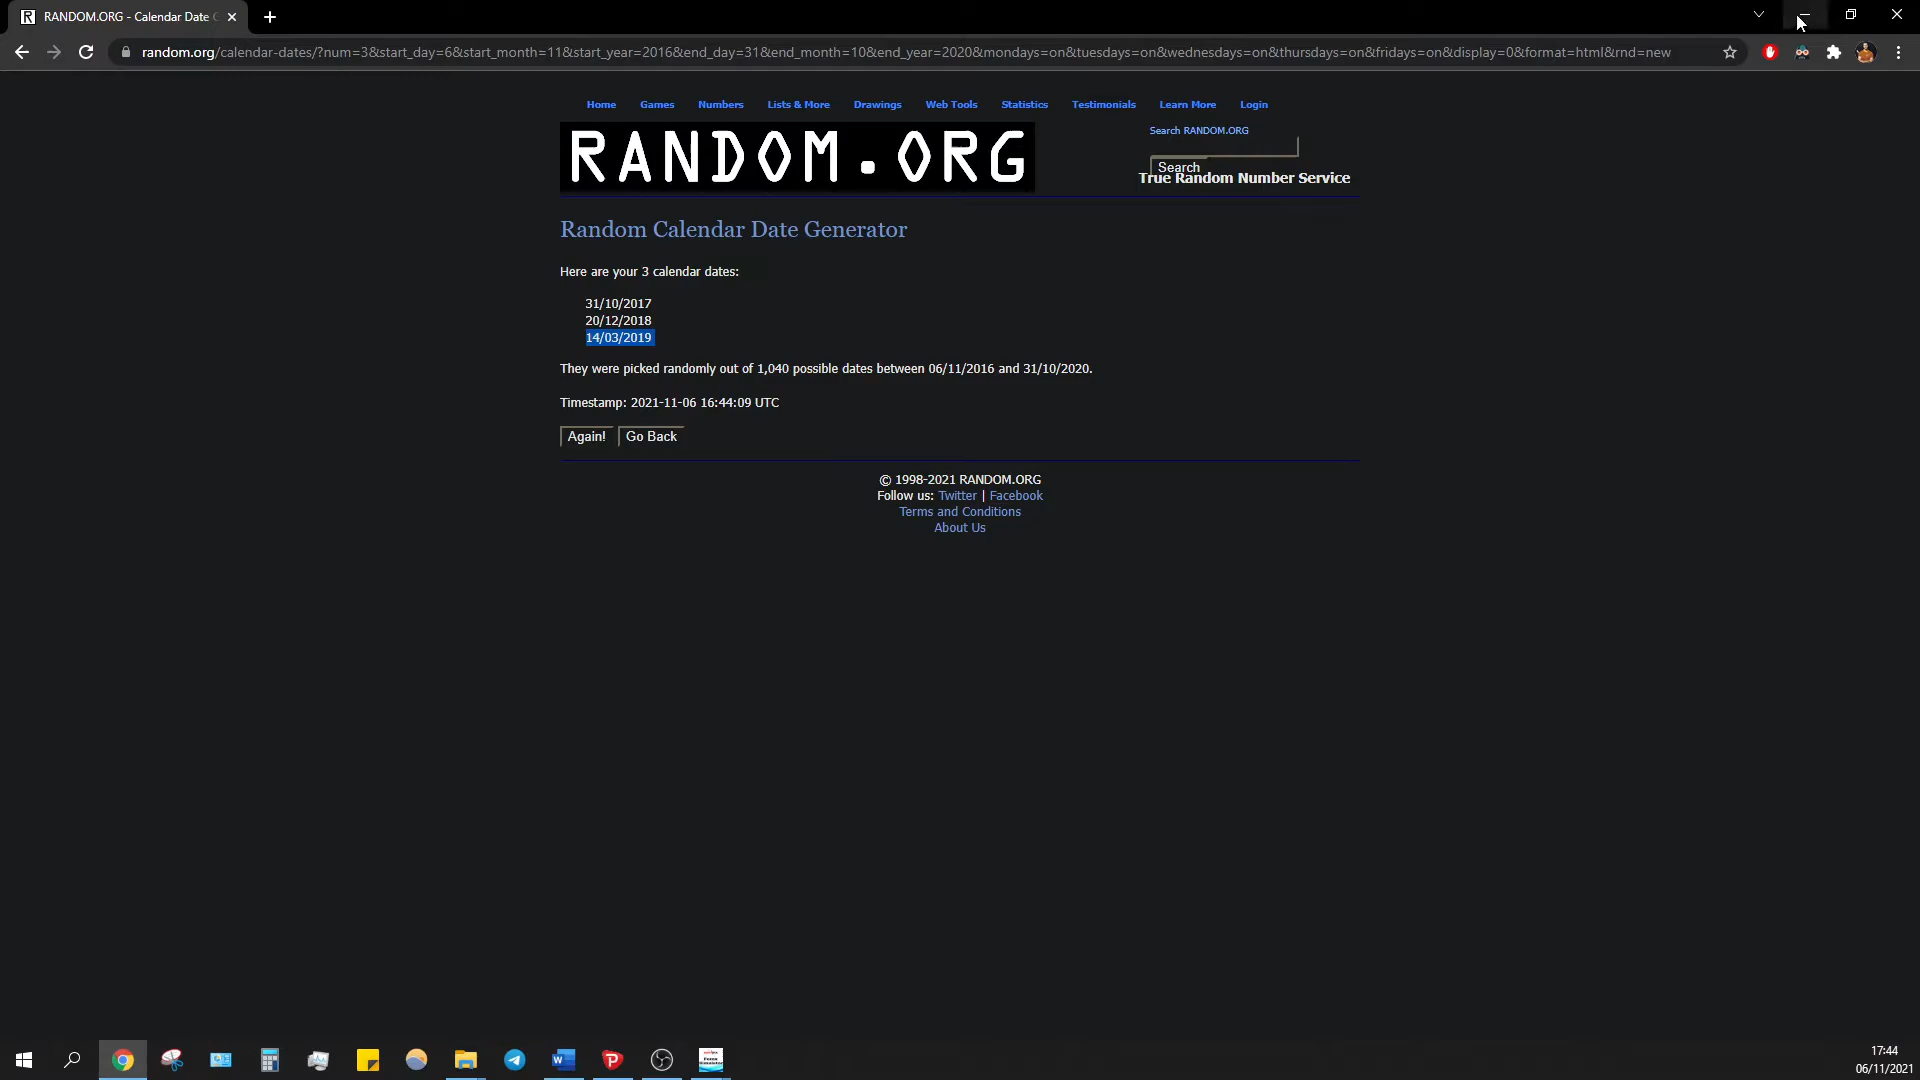 RANDOM.ORG - Calendar Date G
random.org/calendar-dates/?num=3&start_day=6&start_month=11&start_year=2016&end_day=31&end_month=10&end_year=2020&mondays=on&tuesdays=on&wednesdays=on&thursdays=on&fridays=on&display=0&format=html&rnd=new
Home Games Numbers Lists & More Drawings Web Tools Statistics Testimonials Learn More Login
RANDOM.ORG
Search RANDOM.ORG
Search
True Random Number Service
Random Calendar Date Generator
Here are your 3 calendar dates:
31/10/2017
20/12/2018
14/03/2019
They were picked randomly out of 1,040 possible dates between 06/11/2016 and 31/10/2020.
Timestamp: 2021-11-06 16:44:09 UTC
Again! Go Back
© 1998-2021 RANDOM.ORG
Follow us: Twitter | Facebook
Terms and Conditions
About Us
17:44
06/11/2021